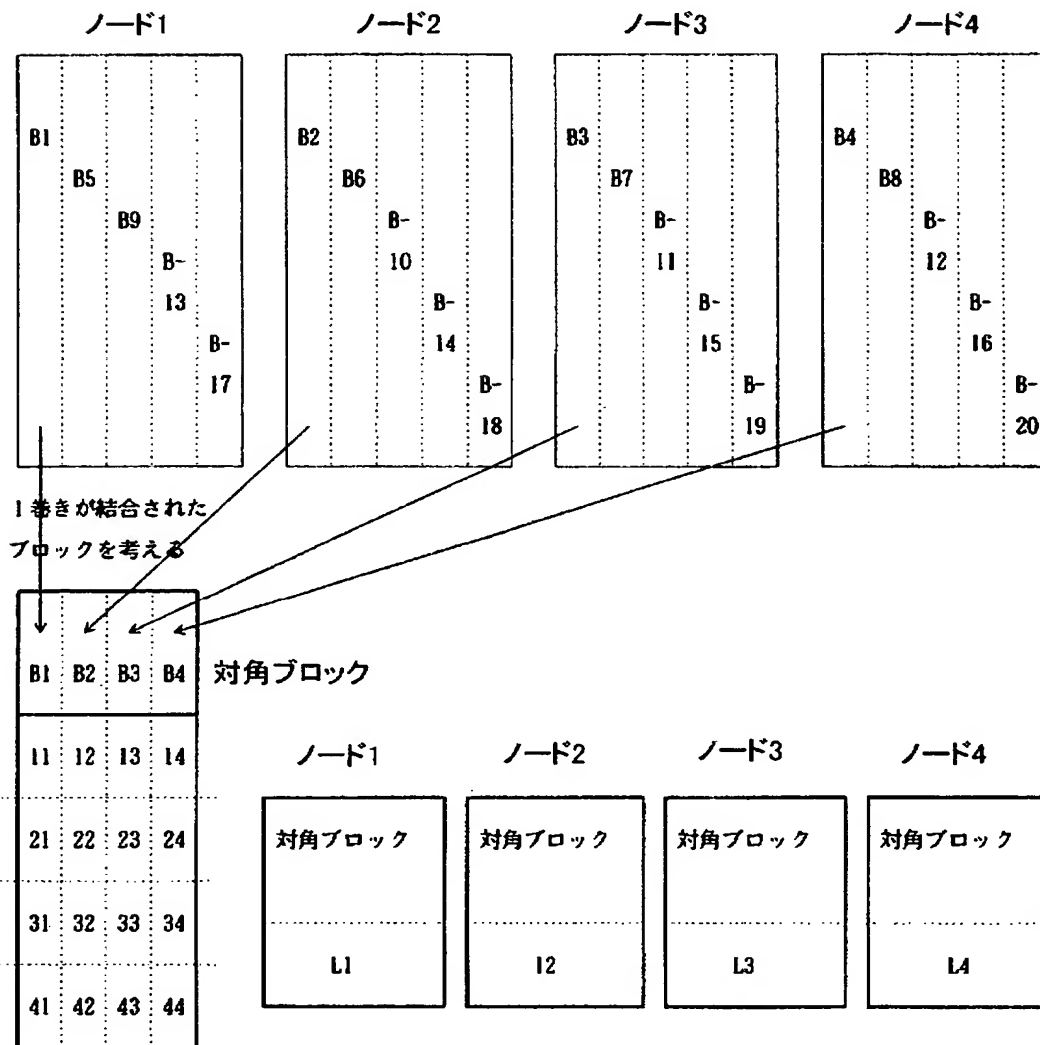 ノード1 ノード2 ノード3 ノード4
B1 B2 B3 B4
B5 B6 B7 B8
B9 B- B- B-
B- 10 11 12
13 B- B- B-
B- 14 15 16
17 B- B- B-
18 19 20
1巻きが結合された
ブロックを考える
B1 B2 B3 B4 対角ブロック
11 12 13 14
ノード1 ノード2 ノード3 ノード4
21 22 23 24
対角ブロック 対角ブロック 対角ブロック 対角ブロック
31 32 33 34
L1 I2 L3 L4
41 42 43 44